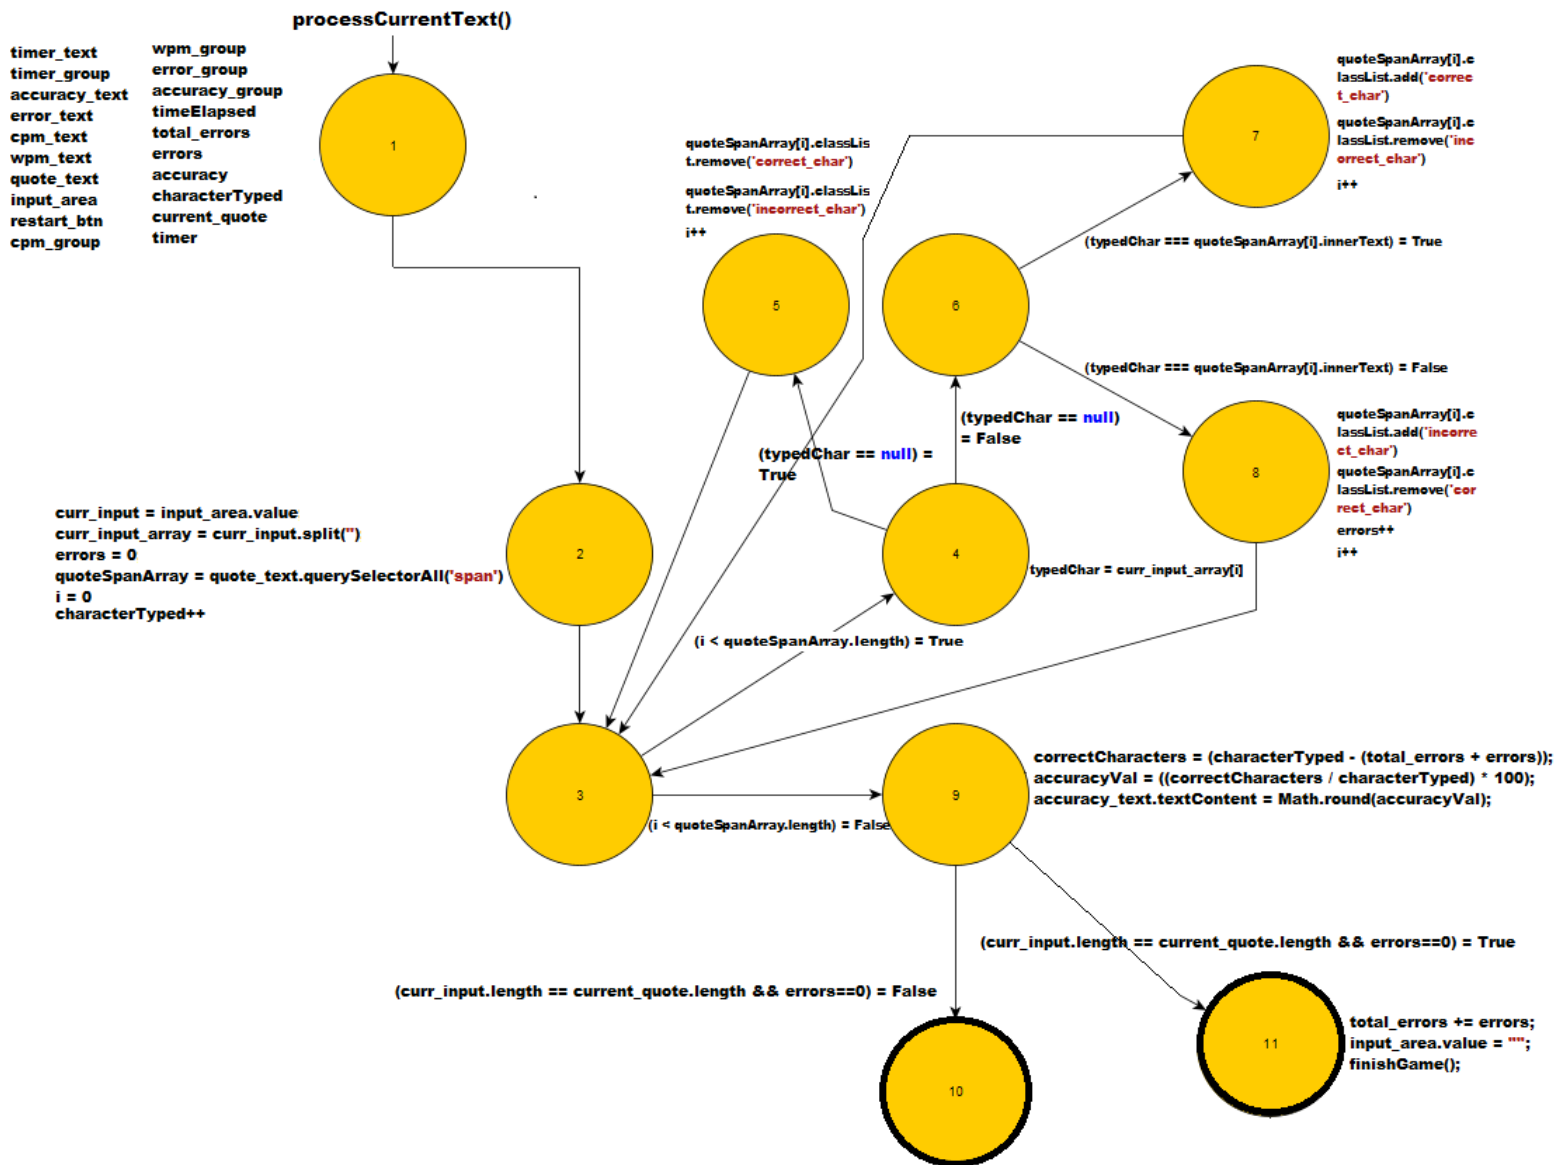 processCurrentText()
timer_text
timer_group
accuracy_text
error_text
cpm_text
wpm_text
quote_text
input_area
restart_btn
cpm_group
wpm_group
error_group
accuracy_group
timeElapsed
total_errors
errors
accuracy
characterTyped
current_quote
timer
1
quoteSpanArray[i].classLis
t.remove('correct_char')
quoteSpanArray[i].classLis
t.remove('incorrect_char')
i++
5
6
7
quoteSpanArray[i].c
lassList.add('correc
t_char')
quoteSpanArray[i].c
lassList.remove('inc
orrect_char')
i++
(typedChar === quoteSpanArray[i].innerText) = True
(typedChar === quoteSpanArray[i].innerText) = False
(typedChar == null)
= False
(typedChar == null) =
True
8
quoteSpanArray[i].c
lassList.add('incorre
ct_char')
quoteSpanArray[i].c
lassList.remove('cor
rect_char')
errors++
i++
curr_input = input_area.value
curr_input_array = curr_input.split('')
errors = 0
quoteSpanArray = quote_text.querySelectorAll('span')
i = 0
characterTyped++
2
4
typedChar = curr_input_array[i]
(i < quoteSpanArray.length) = True
3
(i < quoteSpanArray.length) = False
9
correctCharacters = (characterTyped - (total_errors + errors));
accuracyVal = ((correctCharacters / characterTyped) * 100);
accuracy_text.textContent = Math.round(accuracyVal);
(curr_input.length == current_quote.length && errors==0) = True
(curr_input.length == current_quote.length && errors==0) = False
10
11
total_errors += errors;
input_area.value = "";
finishGame();